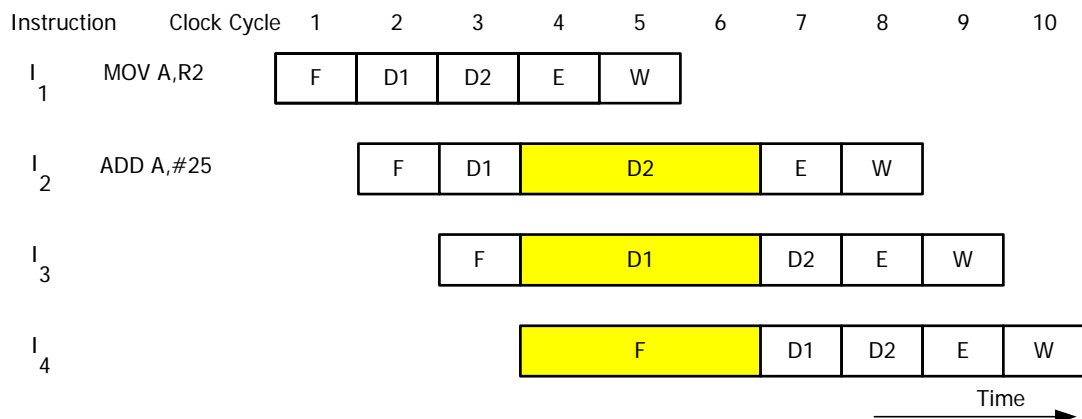 Instruction Clock Cycle 1 2 3 4 5 6 7 8 9 10
I1 MOV A,R2 F D1 D2 E W
I2 ADD A,#25 F D1 D2 E W
I3 F D1 D2 E W
I4 F D1 D2 E W
Time